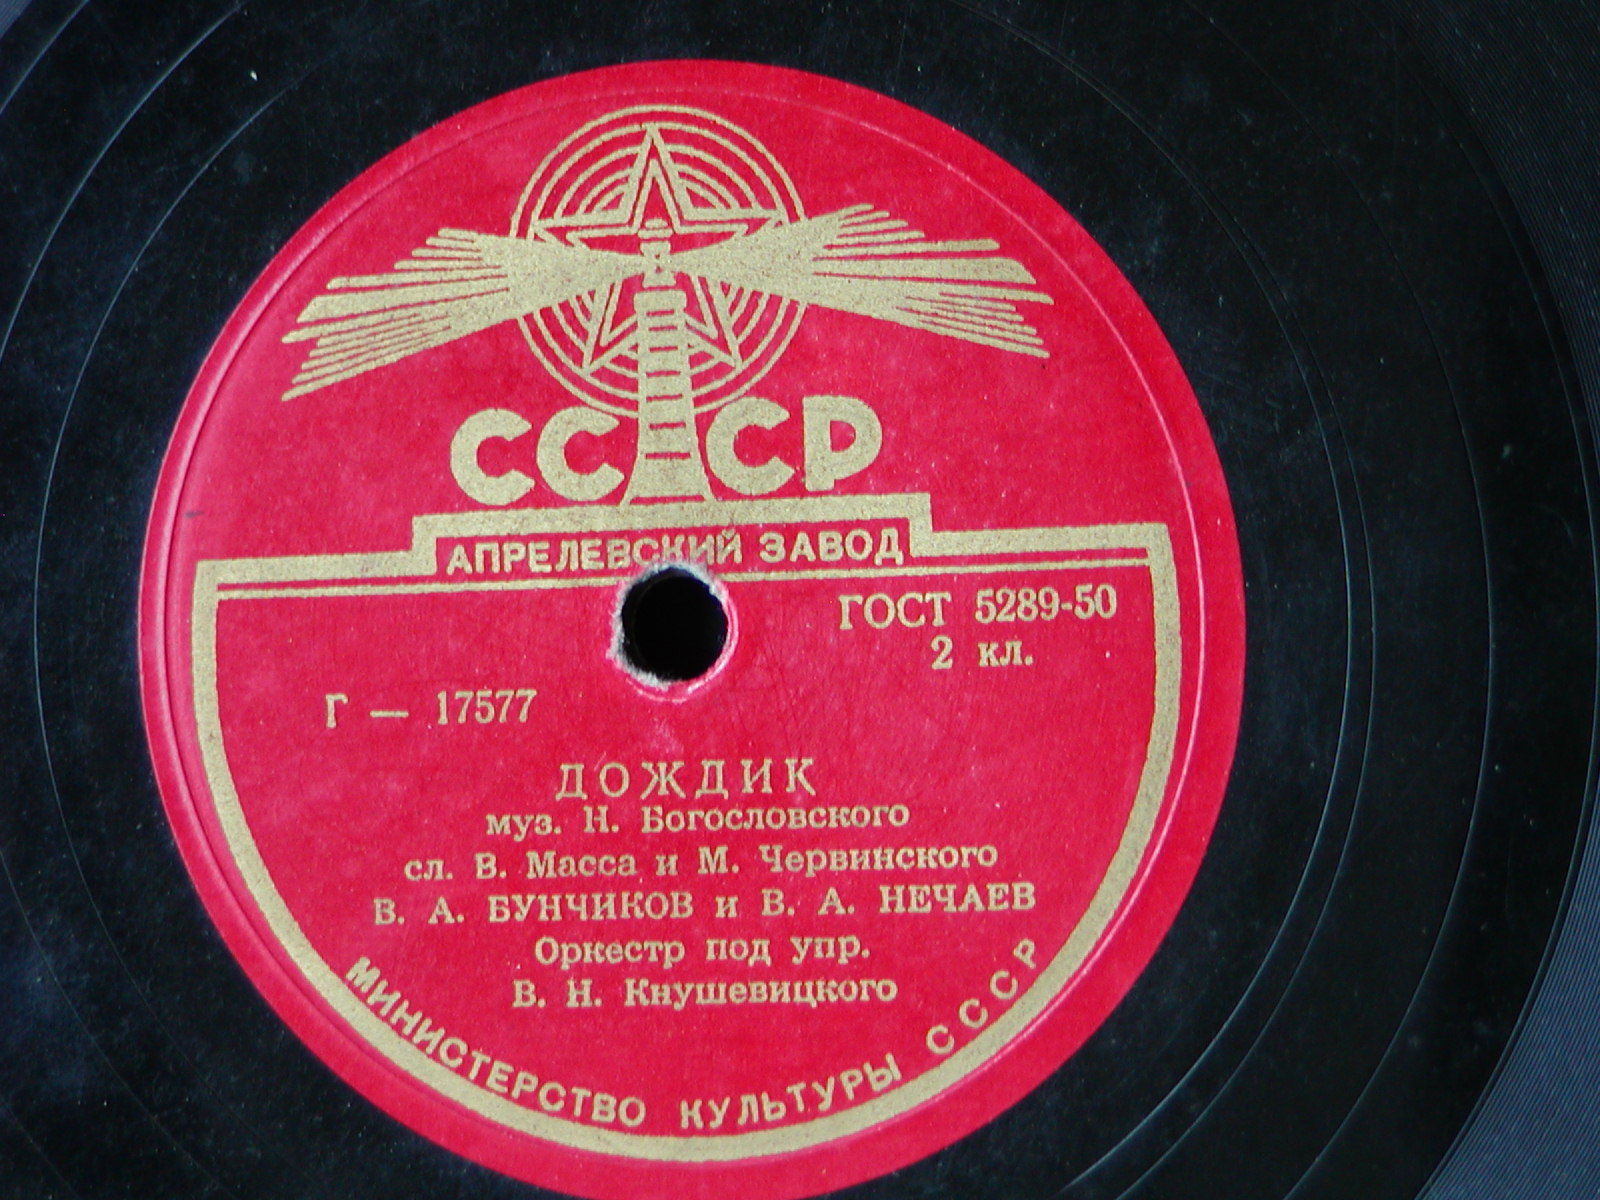 СССР
АПРЕЛЕВСКИЙ ЗАВОД
ГОСТ 5289-50
2 кл.
Г — 17577
ДОЖДИК
муз. Н. Богословского
сл. В. Масса и М. Червинского
В. А. БУНЧИКОВ и В. А. НЕЧАЕВ
Оркестр под упр.
В. Н. Кнушевицкого
МИНИСТЕРСТВО КУЛЬТУРЫ СССР